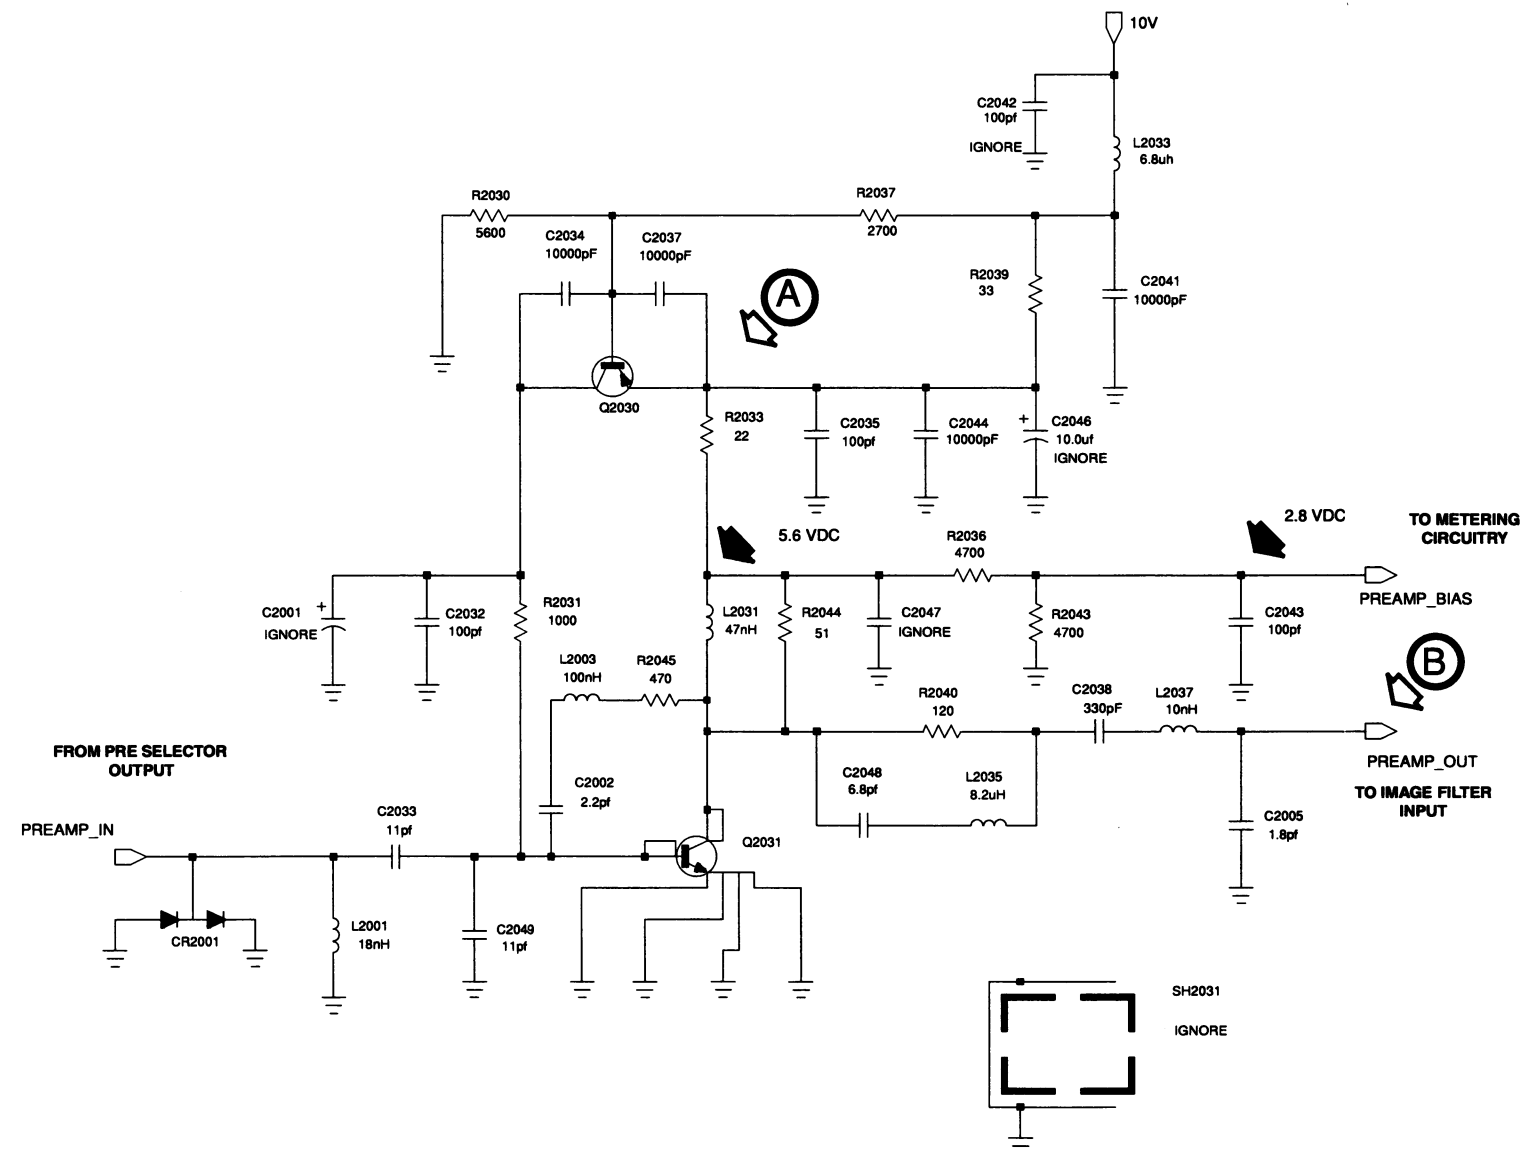 10V
C2042
100pf
IGNORE
L2033
6.8uh
R2030
5600
R2037
2700
C2034
10000pF
C2037
10000pF
A
R2039
33
C2041
10000pF
Q2030
R2033
22
C2035
100pf
C2044
10000pF
+
C2046
10.0uf
IGNORE
5.6 VDC
2.8 VDC
TO METERING
CIRCUITRY
R2036
4700
PREAMP_BIAS
+
C2001
IGNORE
C2032
100pf
R2031
1000
L2031
47nH
R2044
51
C2047
IGNORE
R2043
4700
C2043
100pf
L2003
100nH
R2045
470
B
R2040
120
C2038
330pF
L2037
10nH
FROM PRE SELECTOR
OUTPUT
PREAMP_OUT
TO IMAGE FILTER
INPUT
C2002
2.2pf
C2048
6.8pf
L2035
8.2uH
C2005
1.8pf
PREAMP_IN
C2033
11pf
Q2031
CR2001
L2001
18nH
C2049
11pf
SH2031
IGNORE